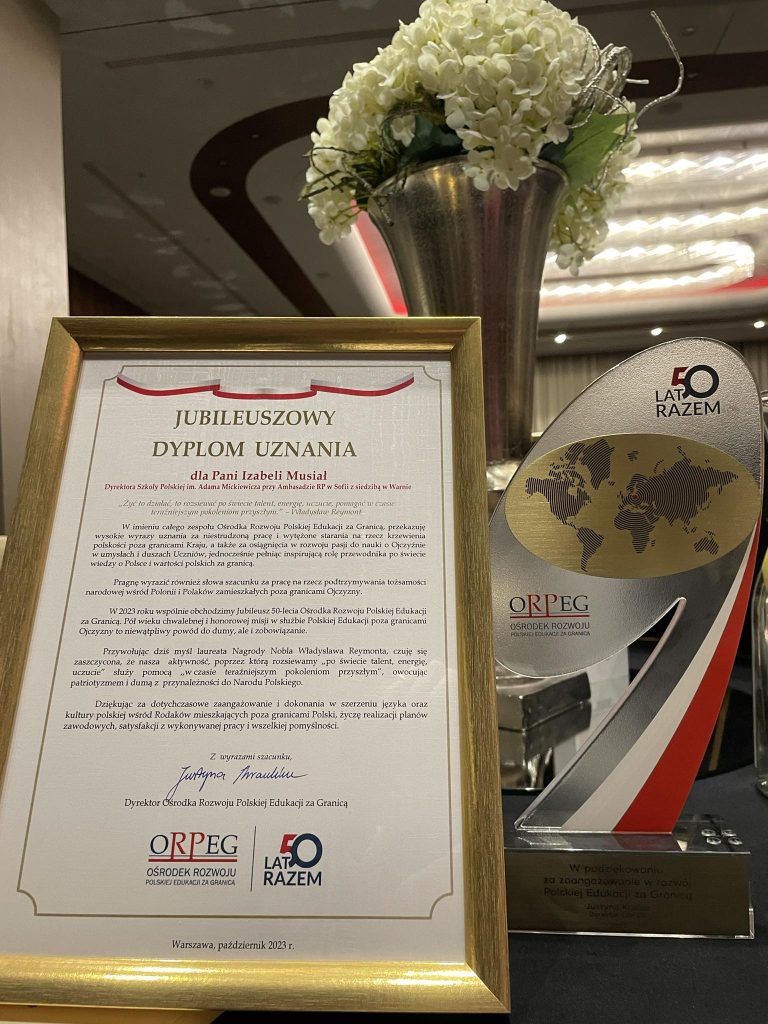 JUBILEUSZOWY
DYPLOM UZNANIA
dla Pani Izabeli Musiał
Dyrektora Szkoły Polskiej im. Adama Mickiewicza przy Ambasadzie RP w Sofii z siedzibą w Warnie
„Żyć to działać, to rozsiewać po świecie talent, energię, uczucie, pomagać w czasie
teraźniejszym pokoleniom przyszłym." – Władysław Reymont
W imieniu całego zespołu Ośrodka Rozwoju Polskiej Edukacji za Granicą, przekazuję
wysokie wyrazy uznania za niestrudzoną pracę i wytężone starania na rzecz krzewienia
polskości poza granicami Kraju, a także za osiągnięcia w rozwoju pasji do nauki o Ojczyźnie
w umysłach i duszach Uczniów, jednocześnie pełniąc inspirującą rolę przewodnika po świecie
wiedzy o Polsce i wartości polskich za granicą.
Pragnę wyrazić również słowa szacunku za pracę na rzecz podtrzymywania tożsamości
narodowej wśród Polonii i Polaków zamieszkałych poza granicami Ojczyzny.
W 2023 roku wspólnie obchodzimy Jubileusz 50-lecia Ośrodka Rozwoju Polskiej Edukacji
za Granicą. Pół wieku chwalebnej i honorowej misji w służbie Polskiej Edukacji poza granicami
Ojczyzny to niewątpliwy powód do dumy, ale i zobowiązanie.
Przywołując dziś myśl laureata Nagrody Nobla Władysława Reymonta, czuję się
zaszczycona, że nasza aktywność, poprzez którą rozsiewamy „po świecie talent, energię,
uczucie" służy pomocą „w czasie teraźniejszym pokoleniom przyszłym", owocując
patriotyzmem i dumą z przynależności do Narodu Polskiego.
Dziękując za dotychczasowe zaangażowanie i dokonania w szerzeniu języka oraz
kultury polskiej wśród Rodaków mieszkających poza granicami Polski, życzę realizacji planów
zawodowych, satysfakcji z wykonywanej pracy i wszelkiej pomyślności.
Z wyrazami szacunku,
Justyna
Dyrektor Ośrodka Rozwoju Polskiej Edukacji za Granicą
ORPEG
OŚRODEK ROZWOJU
POLSKIEJ EDUKACJI ZA GRANICĄ
50
LAT
RAZEM
Warszawa, październik 2023 r.
50
LAT
RAZEM
ORPEG
OŚRODEK ROZWOJU
POLSKIEJ EDUKACJI ZA GRANICĄ
W podziękowaniu
za zaangażowanie w rozwój
Polskiej Edukacji za Granicą
Justyna
Dyrektor ORPEG